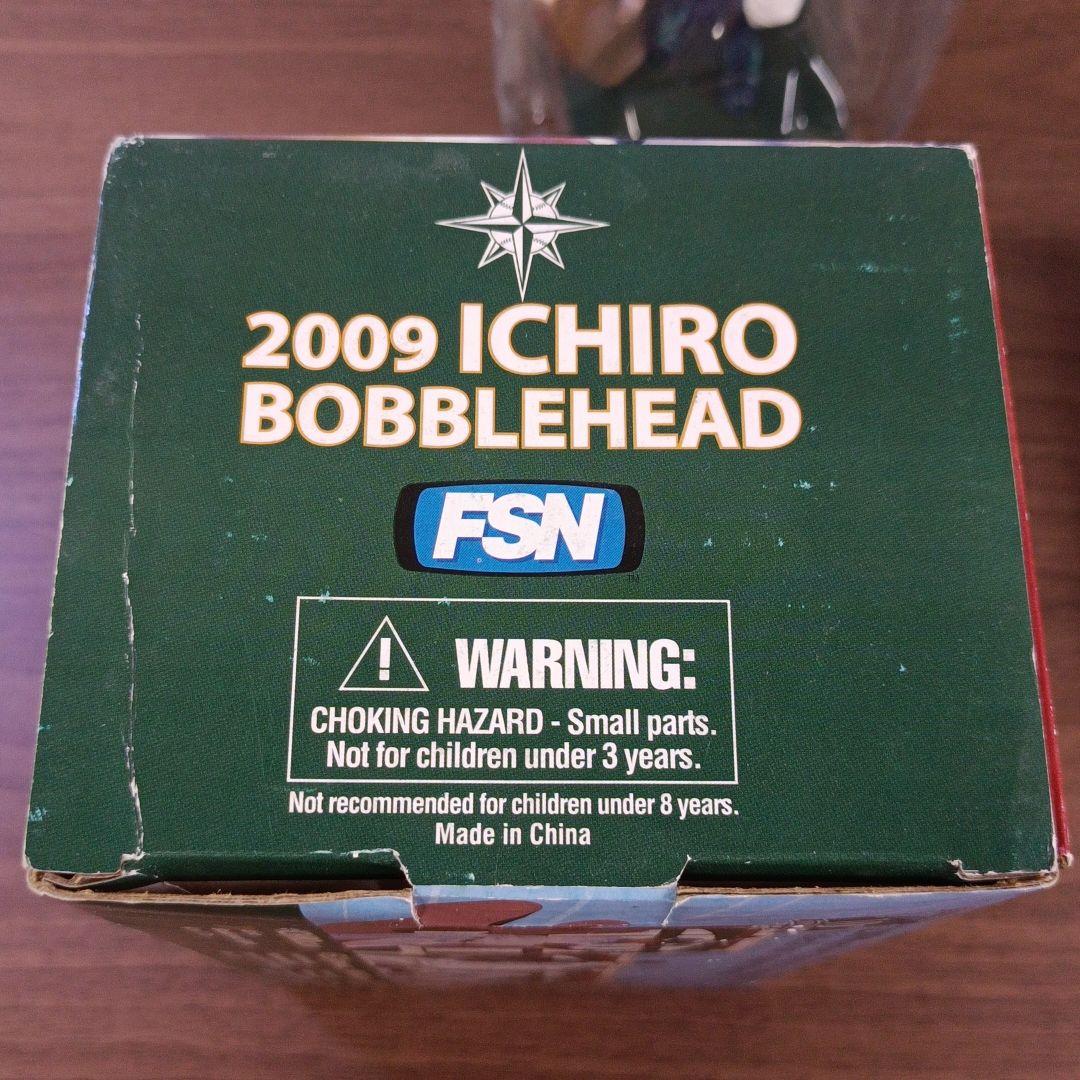 2009 ICHIRO
BOBBLEHEAD
FSN
TM
! WARNING:
CHOKING HAZARD - Small parts.
Not for children under 3 years.
Not recommended for children under 8 years.
Made in China